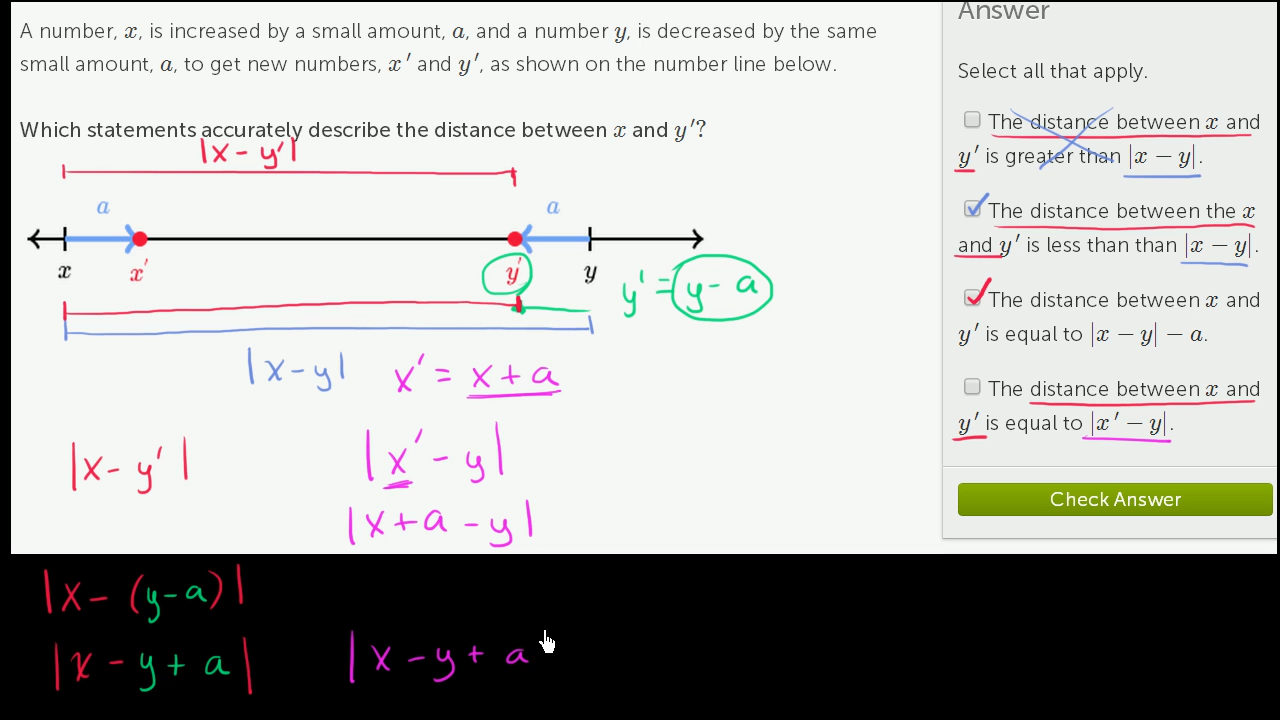 A number, x, is increased by a small amount, a, and a number y, is decreased by the same
small amount, a, to get new numbers, x′ and y′, as shown on the number line below.
Which statements accurately describe the distance between x and y′?
|x - y'|
a
a
x
x′
y′
y
y' = y - a
|x - y|
x' = x + a
|x - y'|
|x' - y|
|x + a - y|
|x - (y - a)|
|x - y + a|
|x - y + a
Answer
Select all that apply.
The distance between x and
y′ is greater than |x − y|.
The distance between the x
and y′ is less than than |x − y|.
The distance between x and
y′ is equal to |x − y| − a.
The distance between x and
y′ is equal to |x′ − y|.
Check Answer